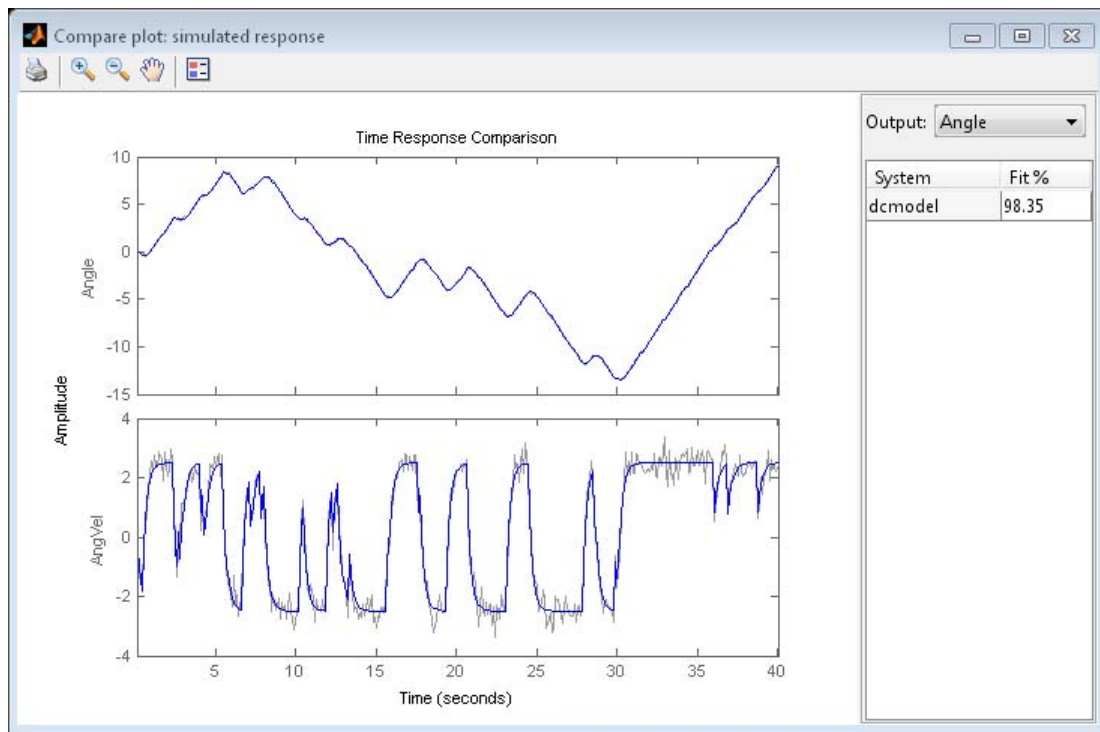 Compare plot: simulated response
Output: Angle
System Fit %
dcmodel 98.35
Time Response Comparison
Amplitude
Angle
10
5
0
-5
-10
-15
AngVel
4
2
0
-2
-4
5 10 15 20 25 30 35 40
Time (seconds)